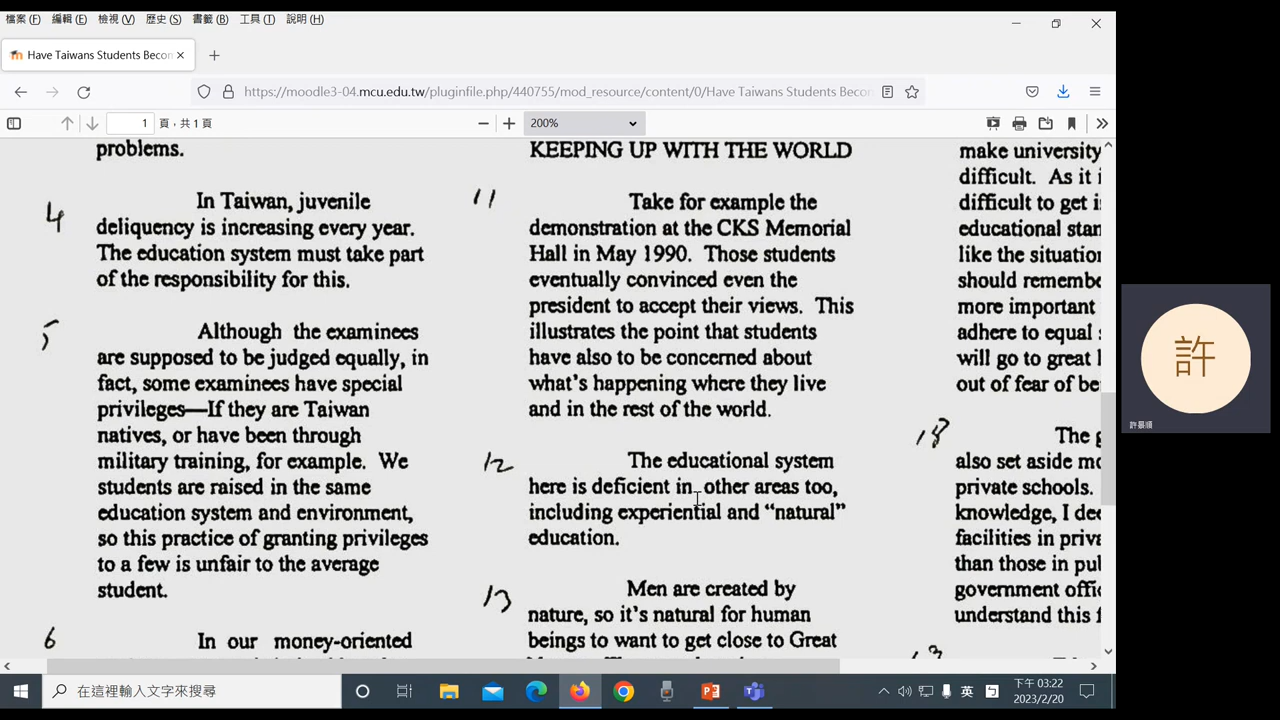 檔案(F) 編輯(E) 檢視(V) 歷史(S) 書籤(B) 工具(T) 說明(H)
Have Taiwans Students Becon
https://moodle3-04.mcu.edu.tw/pluginfile.php/440755/mod_resource/content/0/Have Taiwans Students Becon
1 頁，共 1 頁
200%
problems.
4
In Taiwan, juvenile
deliquency is increasing every year.
The education system must take part
of the responsibility for this.
5
Although the examinees
are supposed to be judged equally, in
fact, some examinees have special
privileges—If they are Taiwan
natives, or have been through
military training, for example. We
students are raised in the same
education system and environment,
so this practice of granting privileges
to a few is unfair to the average
student.
6
In our money-oriented
KEEPING UP WITH THE WORLD
11
Take for example the
demonstration at the CKS Memorial
Hall in May 1990. Those students
eventually convinced even the
president to accept their views. This
illustrates the point that students
have also to be concerned about
what's happening where they live
and in the rest of the world.
12
The educational system
here is deficient in other areas too,
including experiential and "natural"
education.
13
Men are created by
nature, so it's natural for human
beings to want to get close to Great
make university
difficult. As it i
difficult to get i
educational stan
like the situation
should remembe
more important
adhere to equal s
will go to great l
out of fear of be
18
The g
also set aside mo
private schools.
knowledge, I dee
facilities in priva
than those in pub
government offic
understand this f
許
許景順
在這裡輸入文字來搜尋
英
下午 03:22
2023/2/20